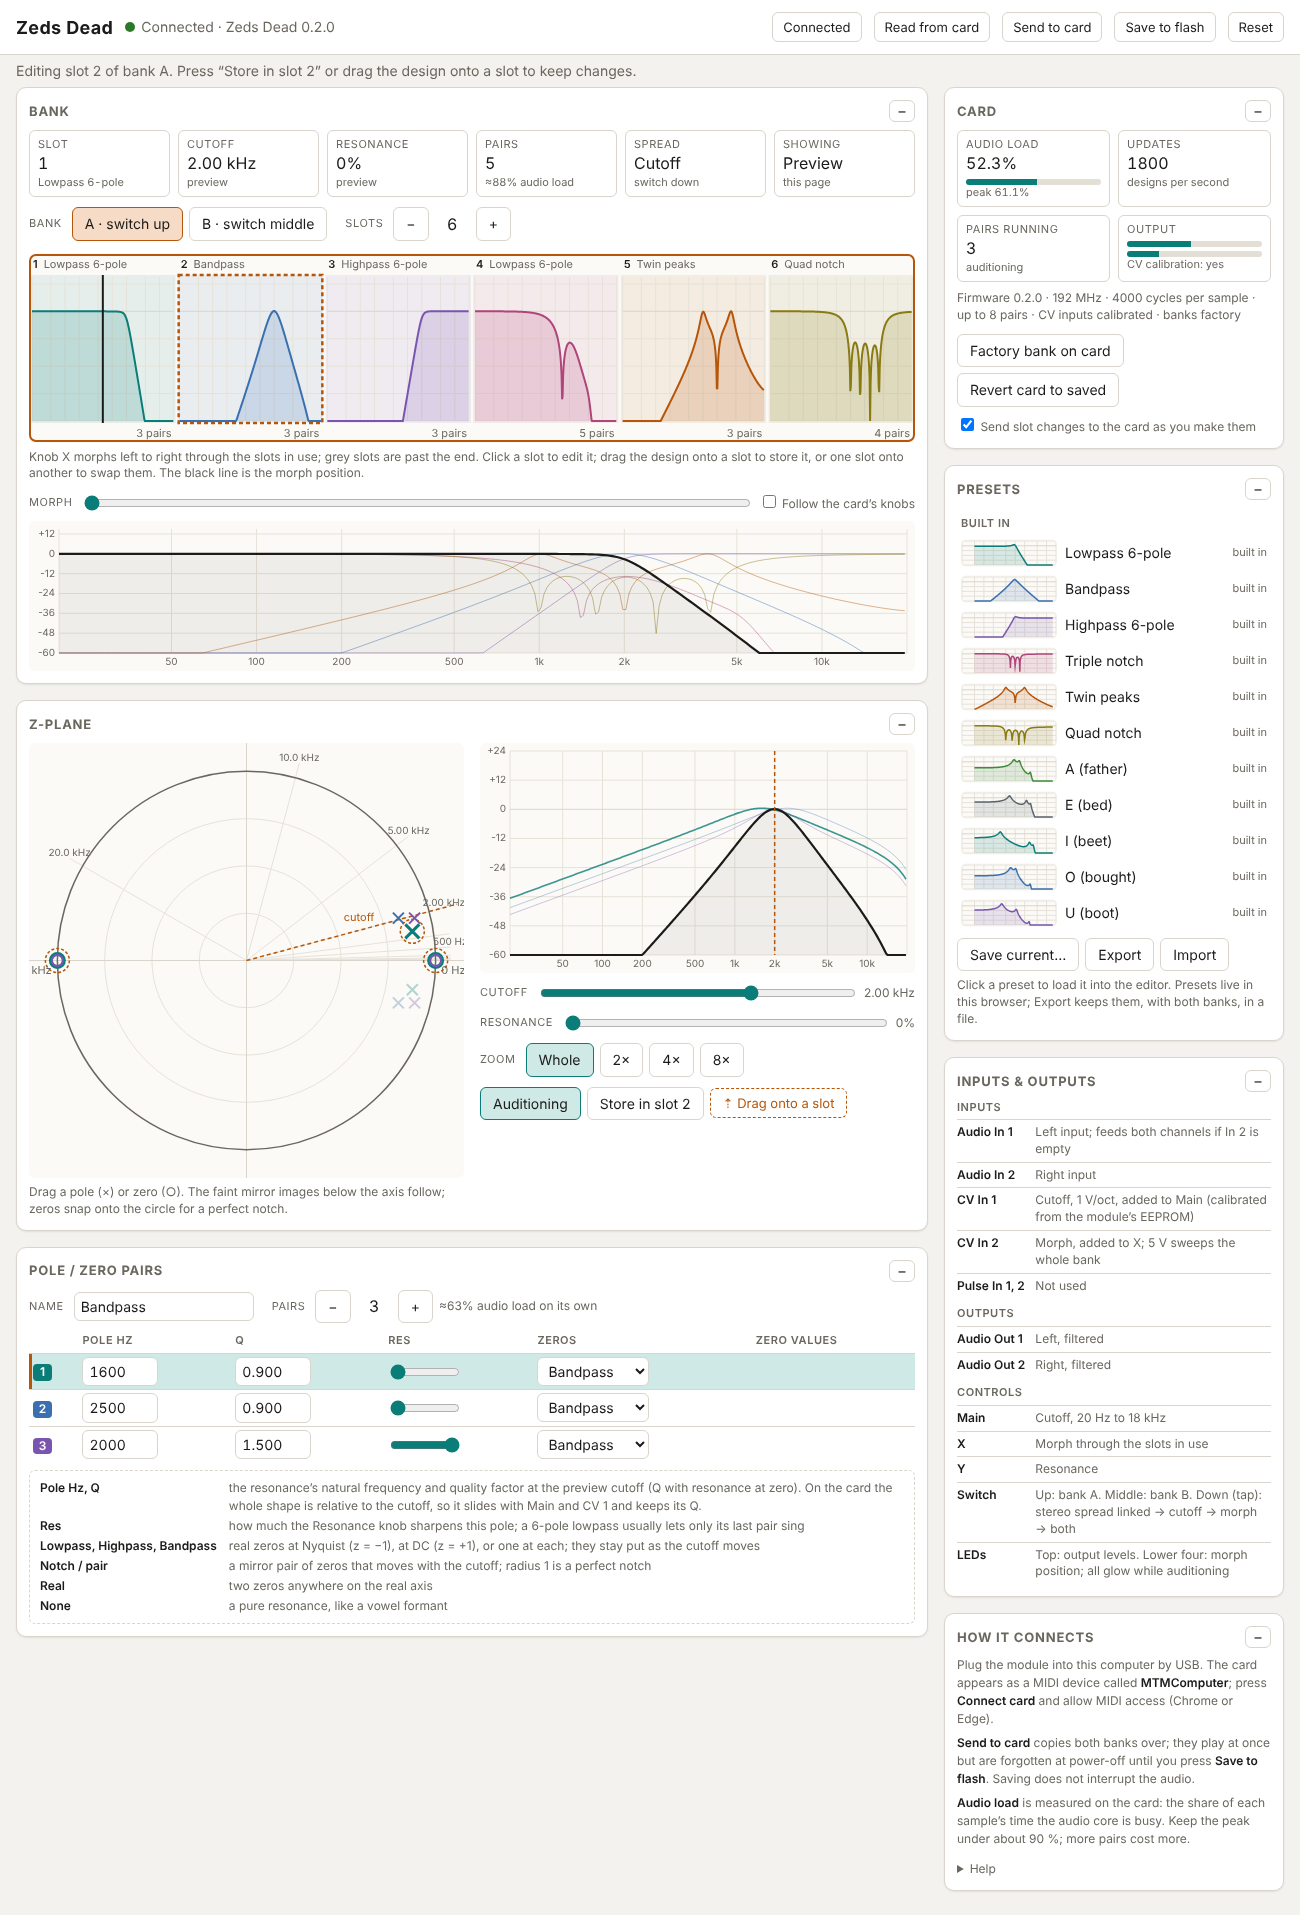 Zeds Dead
Connected · Zeds Dead 0.2.0
Connected
Read from card
Send to card
Save to flash
Reset
Editing slot 2 of bank A. Press “Store in slot 2” or drag the design onto a slot to keep changes.
BANK
–
SLOT
1
Lowpass 6-pole
CUTOFF
2.00 kHz
preview
RESONANCE
0%
preview
PAIRS
5
≈88% audio load
SPREAD
Cutoff
switch down
SHOWING
Preview
this page
BANK
A · switch up
B · switch middle
SLOTS
–
6
+
1 Lowpass 6-pole
2 Bandpass
3 Highpass 6-pole
4 Lowpass 6-pole
5 Twin peaks
6 Quad notch
3 pairs
3 pairs
3 pairs
5 pairs
3 pairs
4 pairs
Knob X morphs left to right through the slots in use; grey slots are past the end. Click a slot to edit it; drag the design onto a slot to store it, or one slot onto
another to swap them. The black line is the morph position.
MORPH
Follow the card’s knobs
+12
0
-12
-24
-36
-48
-60
50
100
200
500
1k
2k
5k
10k
Z-PLANE
–
10.0 kHz
5.00 kHz
20.0 kHz
2.00 kHz
cutoff
500 Hz
kHz
0 Hz
Drag a pole (×) or zero (○). The faint mirror images below the axis follow;
zeros snap onto the circle for a perfect notch.
+24
+12
0
-12
-24
-36
-48
-60
50
100
200
500
1k
2k
5k
10k
CUTOFF
2.00 kHz
RESONANCE
0%
ZOOM
Whole
2×
4×
8×
Auditioning
Store in slot 2
⇡ Drag onto a slot
POLE / ZERO PAIRS
–
NAME
Bandpass
PAIRS
–
3
+
≈63% audio load on its own
POLE HZ
Q
RES
ZEROS
ZERO VALUES
1
1600
0.900
Bandpass
2
2500
0.900
Bandpass
3
2000
1.500
Bandpass
Pole Hz, Q
the resonance’s natural frequency and quality factor at the preview cutoff (Q with resonance at zero). On the card the
whole shape is relative to the cutoff, so it slides with Main and CV 1 and keeps its Q.
Res
how much the Resonance knob sharpens this pole; a 6-pole lowpass usually lets only its last pair sing
Lowpass, Highpass, Bandpass
real zeros at Nyquist (z = −1), at DC (z = +1), or one at each; they stay put as the cutoff moves
Notch / pair
a mirror pair of zeros that moves with the cutoff; radius 1 is a perfect notch
Real
two zeros anywhere on the real axis
None
a pure resonance, like a vowel formant
CARD
–
AUDIO LOAD
52.3%
peak 61.1%
UPDATES
1800
designs per second
PAIRS RUNNING
3
auditioning
OUTPUT
CV calibration: yes
Firmware 0.2.0 · 192 MHz · 4000 cycles per sample ·
up to 8 pairs · CV inputs calibrated · banks factory
Factory bank on card
Revert card to saved
Send slot changes to the card as you make them
PRESETS
–
BUILT IN
Lowpass 6-pole
built in
Bandpass
built in
Highpass 6-pole
built in
Triple notch
built in
Twin peaks
built in
Quad notch
built in
A (father)
built in
E (bed)
built in
I (beet)
built in
O (bought)
built in
U (boot)
built in
Save current…
Export
Import
Click a preset to load it into the editor. Presets live in
this browser; Export keeps them, with both banks, in a
file.
INPUTS & OUTPUTS
–
INPUTS
Audio In 1
Left input; feeds both channels if In 2 is
empty
Audio In 2
Right input
CV In 1
Cutoff, 1 V/oct, added to Main (calibrated
from the module’s EEPROM)
CV In 2
Morph, added to X; 5 V sweeps the
whole bank
Pulse In 1, 2
Not used
OUTPUTS
Audio Out 1
Left, filtered
Audio Out 2
Right, filtered
CONTROLS
Main
Cutoff, 20 Hz to 18 kHz
X
Morph through the slots in use
Y
Resonance
Switch
Up: bank A. Middle: bank B. Down (tap):
stereo spread linked → cutoff → morph
→ both
LEDs
Top: output levels. Lower four: morph
position; all glow while auditioning
HOW IT CONNECTS
–
Plug the module into this computer by USB. The card
appears as a MIDI device called MTMComputer; press
Connect card and allow MIDI access (Chrome or
Edge).
Send to card copies both banks over; they play at once
but are forgotten at power-off until you press Save to
flash. Saving does not interrupt the audio.
Audio load is measured on the card: the share of each
sample’s time the audio core is busy. Keep the peak
under about 90 %; more pairs cost more.
Help